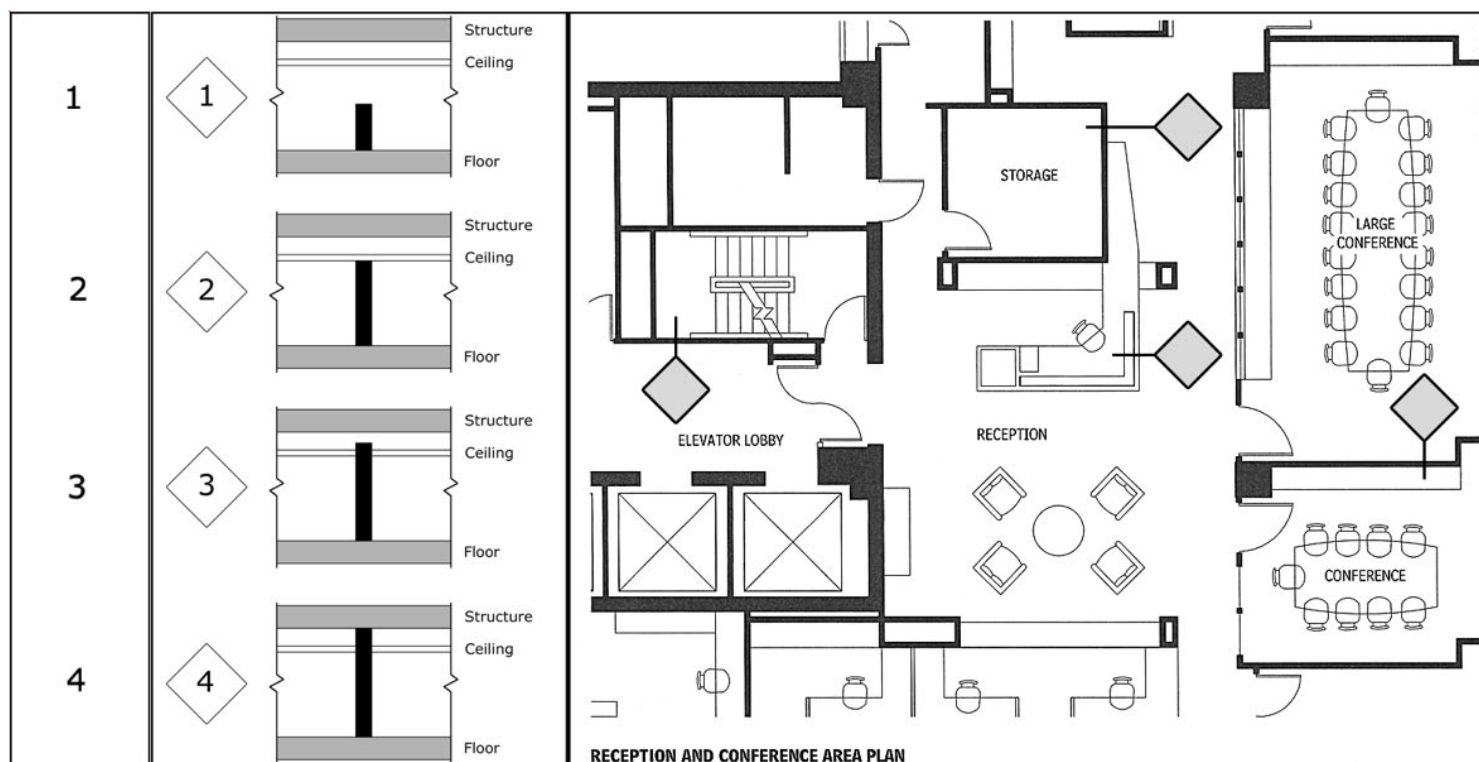 1
1
Structure
Ceiling
Floor
2
2
Structure
Ceiling
Floor
3
3
Structure
Ceiling
Floor
4
4
Structure
Ceiling
Floor
STORAGE
LARGE
CONFERENCE
ELEVATOR LOBBY
RECEPTION
CONFERENCE
RECEPTION AND CONFERENCE AREA PLAN